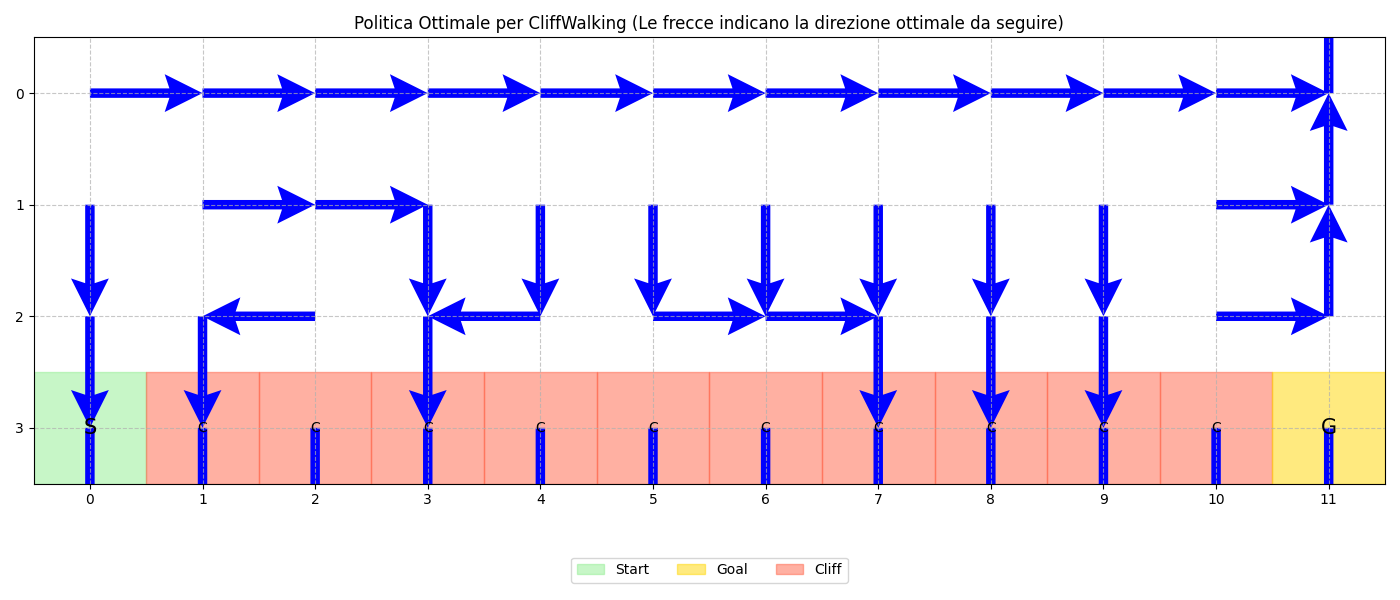 Politica Ottimale per CliffWalking (Le frecce indicano la direzione ottimale da seguire)
0
1
2
3
S C C C C C C C C C C G
0 1 2 3 4 5 6 7 8 9 10 11
Start Goal Cliff